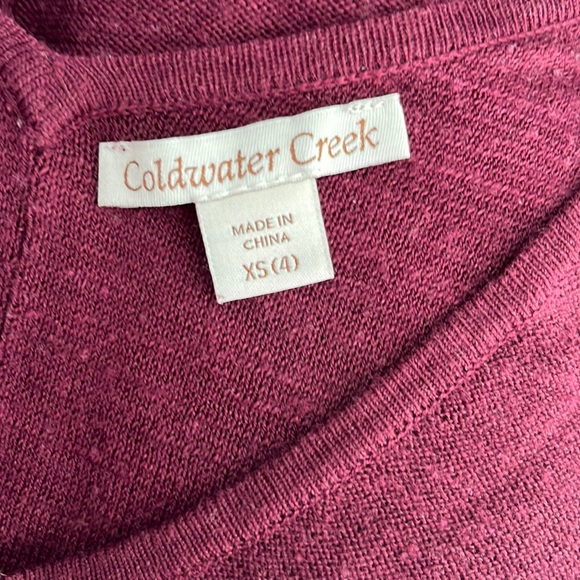 Coldwater Creek
MADE IN
CHINA
XS (4)